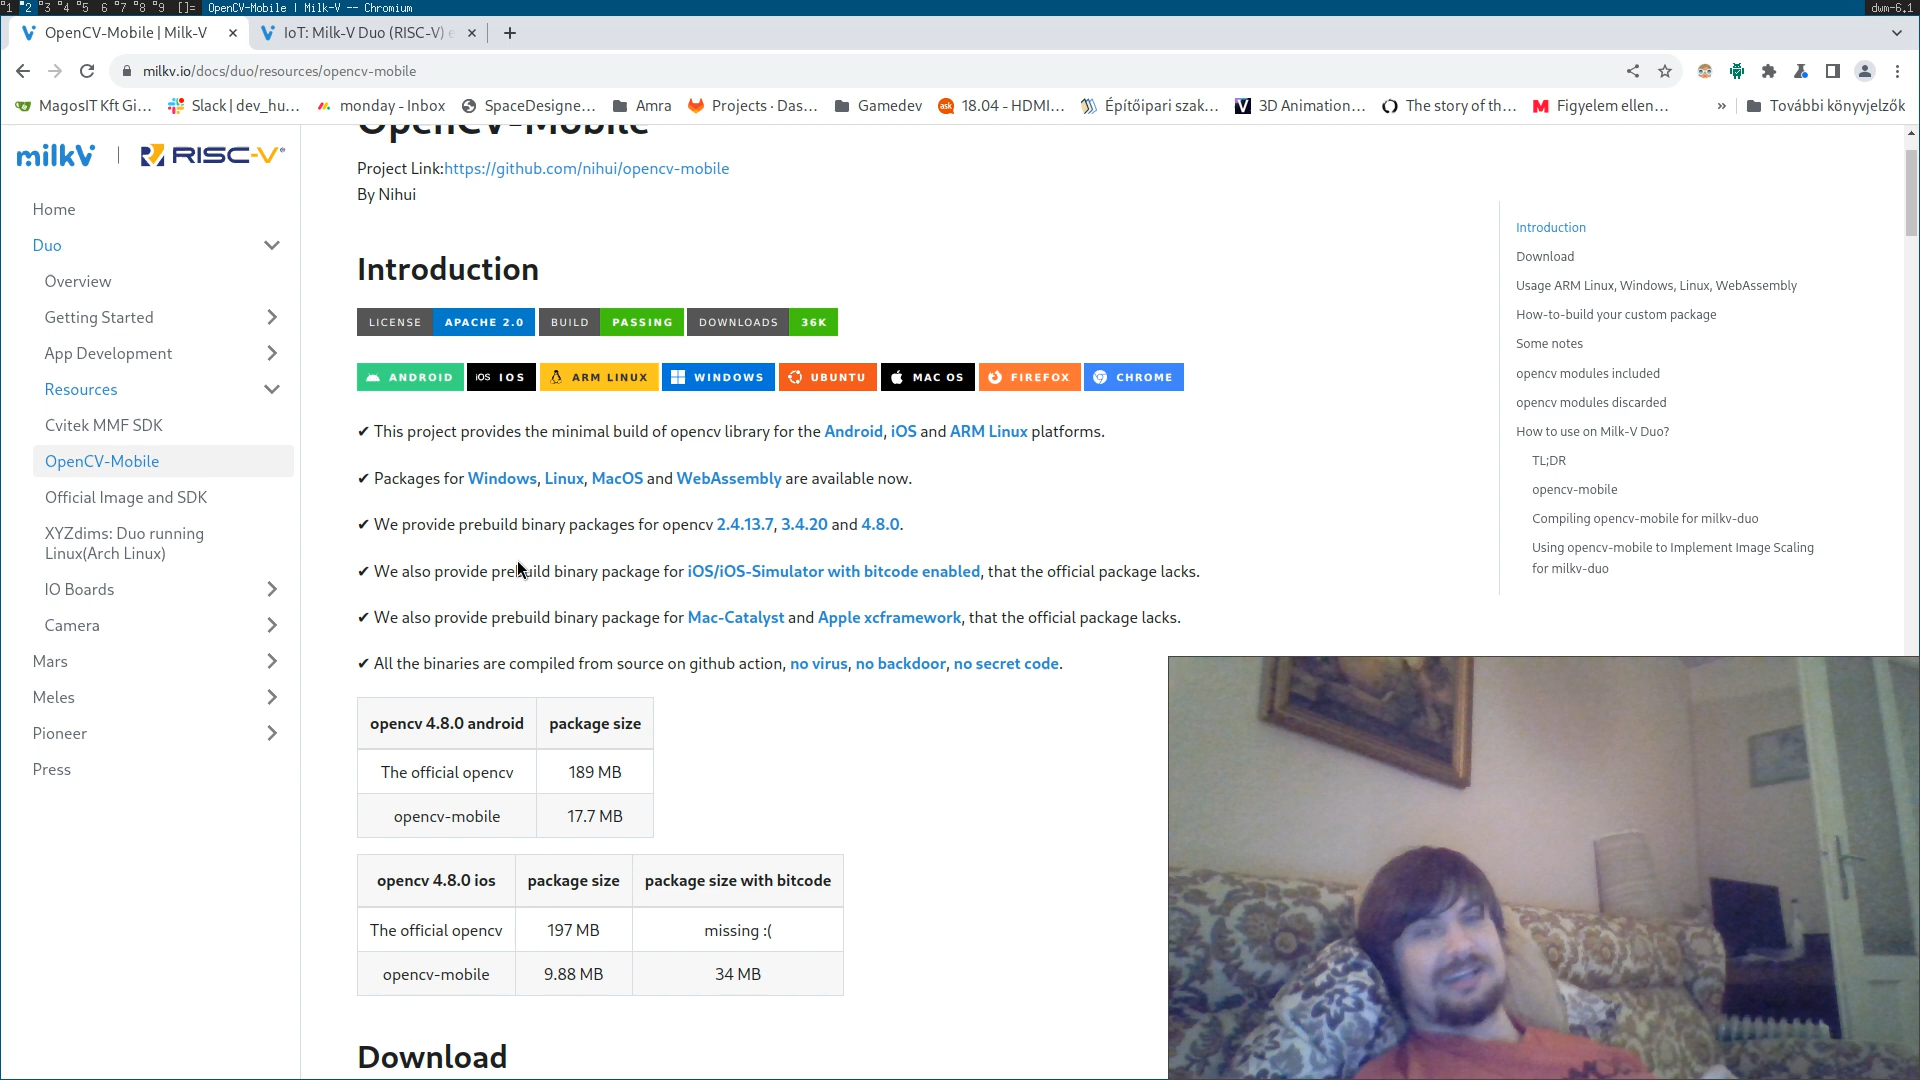 1 2 3 4 5 6 7 8 9 []= OpenCV-Mobile | Milk-V -- Chromium dwm-6.1
OpenCV-Mobile | Milk-V
IoT: Milk-V Duo (RISC-V) e
milkv.io/docs/duo/resources/opencv-mobile
MagosIT Kft Gi... Slack | dev_hu... monday - Inbox SpaceDesigne... Amra Projects · Das... Gamedev 18.04 - HDMI... Építőipari szak... 3D Animation... The story of th... Figyelem ellen... » További könyvjelzők
milkV | RISC-V
Home
Duo
Overview
Getting Started
App Development
Resources
Cvitek MMF SDK
OpenCV-Mobile
Official Image and SDK
XYZdims: Duo running
Linux(Arch Linux)
IO Boards
Camera
Mars
Meles
Pioneer
Press
OpenCV-Mobile
Project Link:https://github.com/nihui/opencv-mobile
By Nihui
Introduction
LICENSE APACHE 2.0 BUILD PASSING DOWNLOADS 36K
ANDROID iOS IOS ARM LINUX WINDOWS UBUNTU MAC OS FIREFOX CHROME
✔ This project provides the minimal build of opencv library for the Android, iOS and ARM Linux platforms.
✔ Packages for Windows, Linux, MacOS and WebAssembly are available now.
✔ We provide prebuild binary packages for opencv 2.4.13.7, 3.4.20 and 4.8.0.
✔ We also provide prebuild binary package for iOS/iOS-Simulator with bitcode enabled, that the official package lacks.
✔ We also provide prebuild binary package for Mac-Catalyst and Apple xcframework, that the official package lacks.
✔ All the binaries are compiled from source on github action, no virus, no backdoor, no secret code.
opencv 4.8.0 android package size
The official opencv 189 MB
opencv-mobile 17.7 MB
opencv 4.8.0 ios package size package size with bitcode
The official opencv 197 MB missing :(
opencv-mobile 9.88 MB 34 MB
Download
Introduction
Download
Usage ARM Linux, Windows, Linux, WebAssembly
How-to-build your custom package
Some notes
opencv modules included
opencv modules discarded
How to use on Milk-V Duo?
TL;DR
opencv-mobile
Compiling opencv-mobile for milkv-duo
Using opencv-mobile to Implement Image Scaling
for milkv-duo